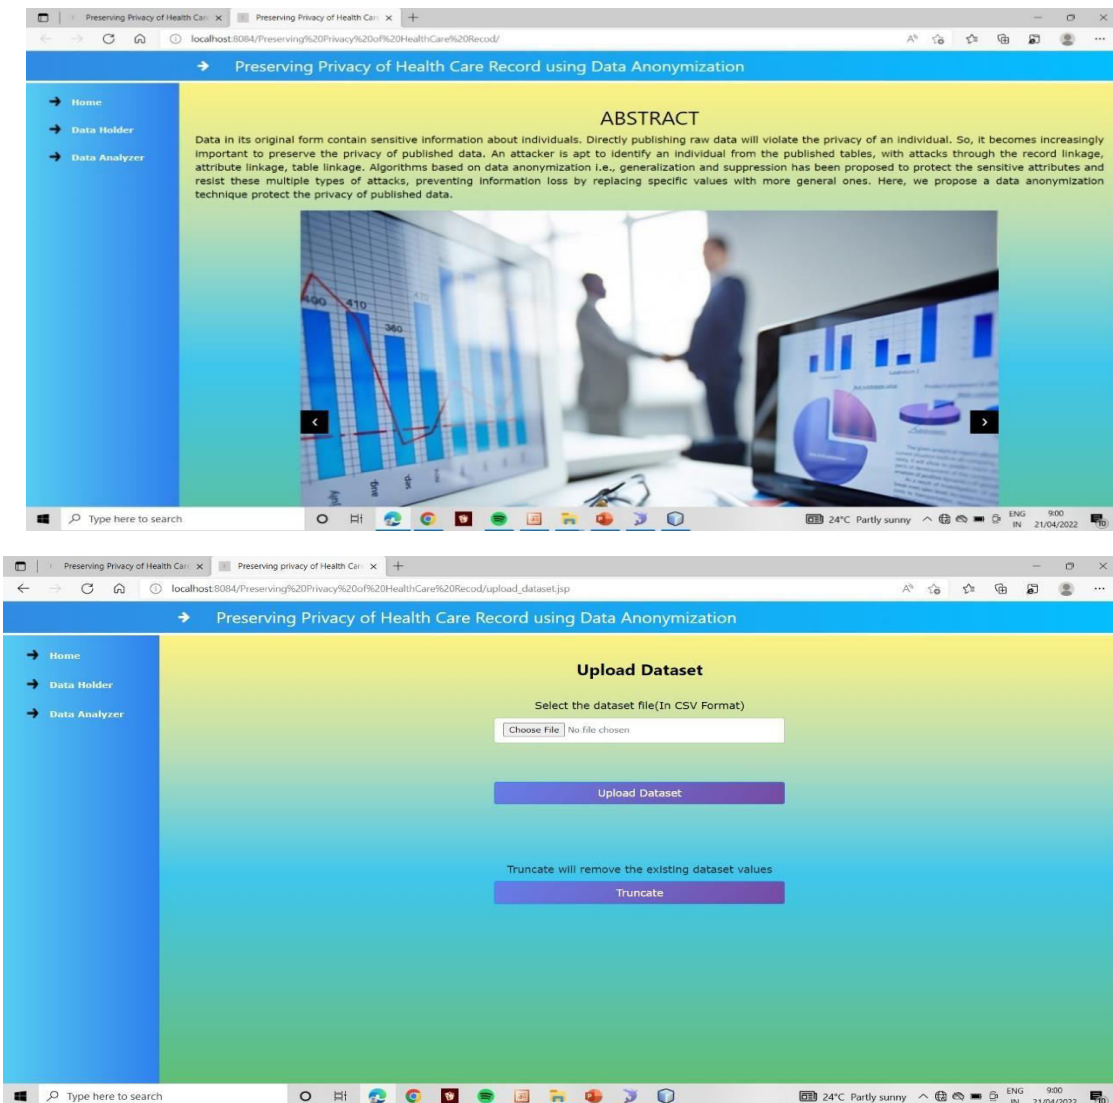 Preserving Privacy of Health Car
Preserving Privacy of Health Car
localhost:8084/Preserving%20Privacy%20of%20HealthCare%20Recod/
Preserving Privacy of Health Care Record using Data Anonymization
Home
Data Holder
Data Analyzer
ABSTRACT
Data in its original form contain sensitive information about individuals. Directly publishing raw data will violate the privacy of an individual. So, it becomes increasingly
important to preserve the privacy of published data. An attacker is apt to identify an individual from the published tables, with attacks through the record linkage,
attribute linkage, table linkage. Algorithms based on data anonymization i.e., generalization and suppression has been proposed to protect the sensitive attributes and
resist these multiple types of attacks, preventing information loss by replacing specific values with more general ones. Here, we propose a data anonymization
technique protect the privacy of published data.
400 410
360
470
Type here to search
24°C Partly sunny
ENG
IN
9:00
21/04/2022
Preserving Privacy of Health Car
Preserving privacy of Health Car
localhost:8084/Preserving%20Privacy%20of%20HealthCare%20Recod/upload_dataset.jsp
Preserving Privacy of Health Care Record using Data Anonymization
Home
Data Holder
Data Analyzer
Upload Dataset
Select the dataset file(In CSV Format)
Choose File No file chosen
Upload Dataset
Truncate will remove the existing dataset values
Truncate
Type here to search
24°C Partly sunny
ENG
IN
9:00
21/04/2022